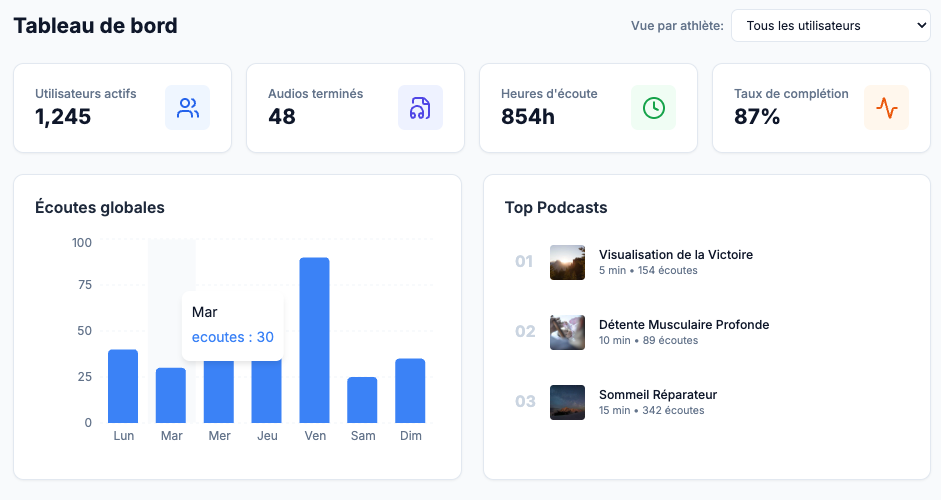 Tableau de bord
Vue par athlète:
Tous les utilisateurs
Utilisateurs actifs
1,245
Audios terminés
48
Heures d'écoute
854h
Taux de complétion
87%
Écoutes globales
100
75
50
25
0
Mar
ecoutes : 30
Lun
Mar
Mer
Jeu
Ven
Sam
Dim
Top Podcasts
01
Visualisation de la Victoire
5 min • 154 écoutes
02
Détente Musculaire Profonde
10 min • 89 écoutes
03
Sommeil Réparateur
15 min • 342 écoutes